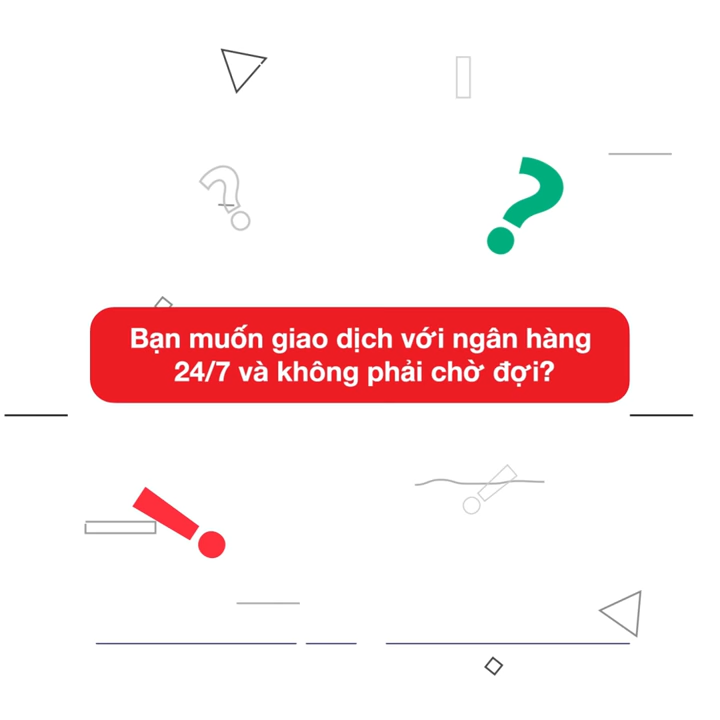 Bạn muốn giao dịch với ngân hàng
24/7 và không phải chờ đợi?